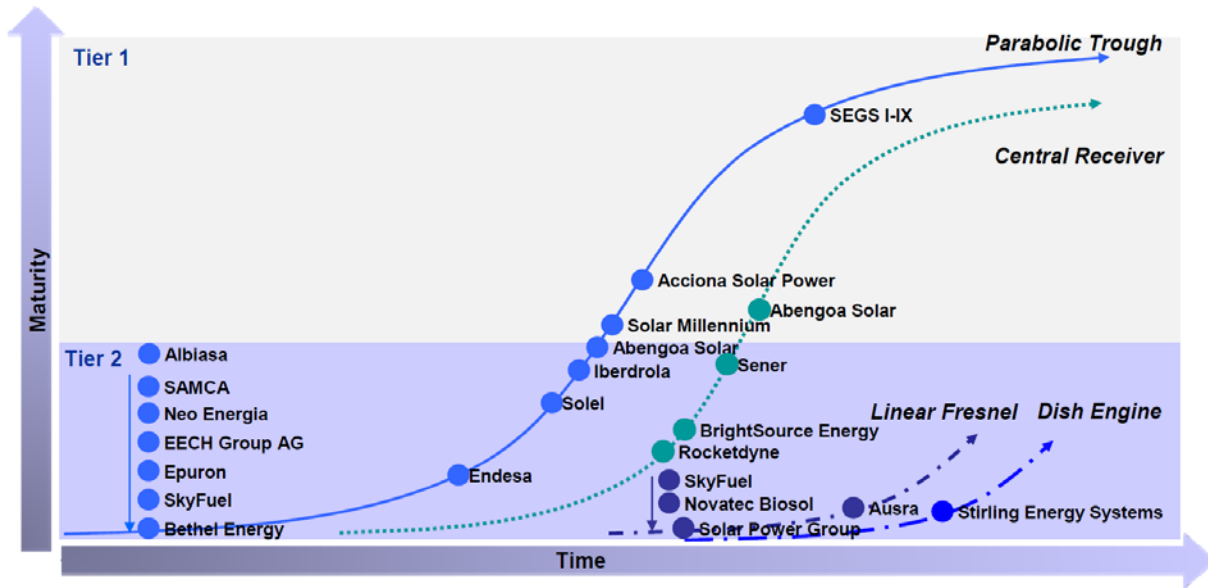 Parabolic Trough
Tier 1
SEGS I-IX
Central Receiver
Maturity
Acciona Solar Power
Abengoa Solar
Solar Millennium
Abengoa Solar
Tier 2
Albiasa
Iberdrola
Sener
SAMCA
Solel
Linear Fresnel
Dish Engine
Neo Energia
BrightSource Energy
EECH Group AG
Rocketdyne
Epuron
Endesa
SkyFuel
SkyFuel
Novatec Biosol
Ausra
Stirling Energy Systems
Bethel Energy
Solar Power Group
Time